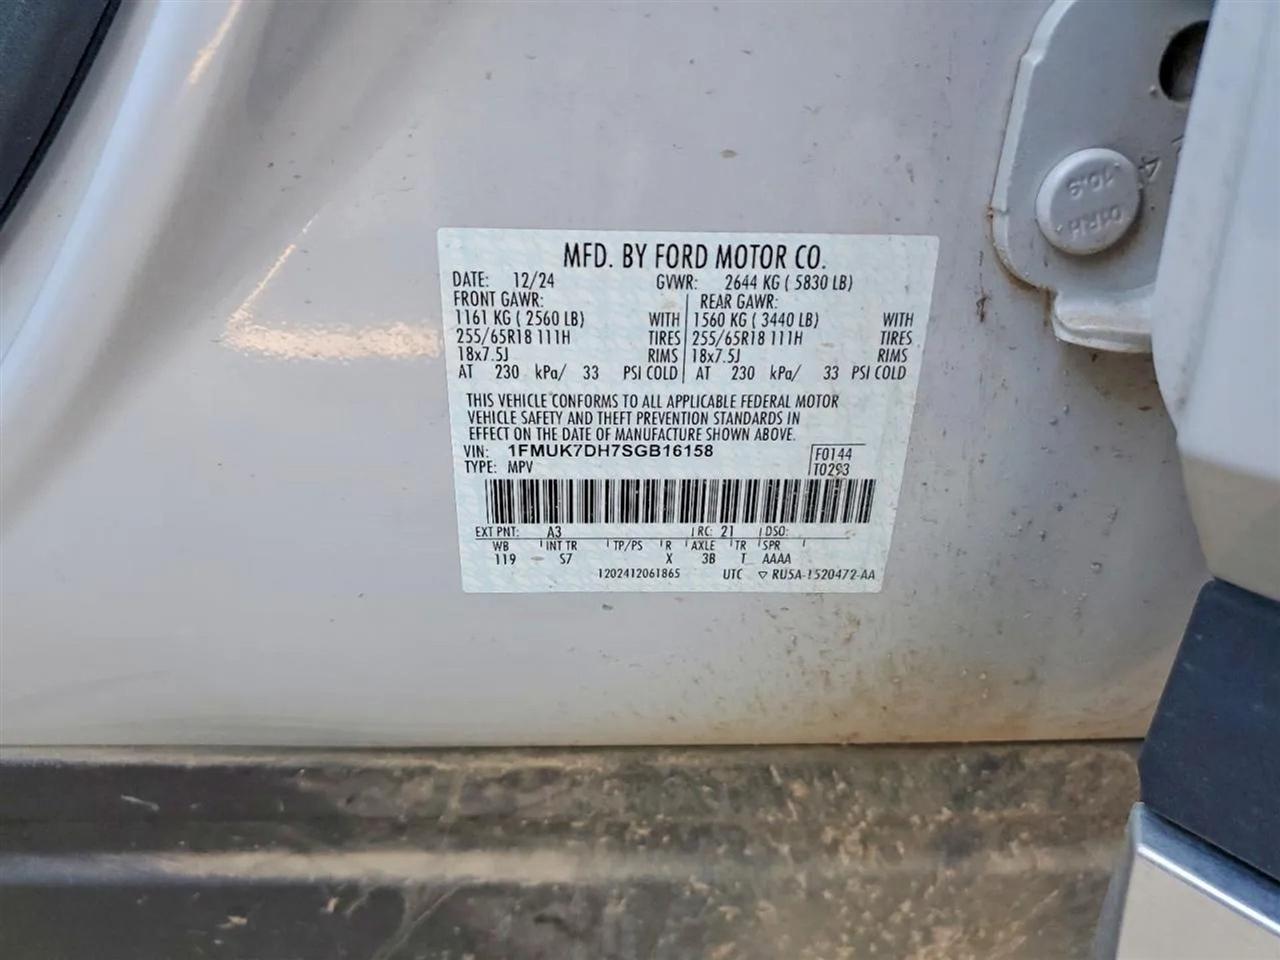 MFD. BY FORD MOTOR CO.
DATE: 12/24 GVWR: 2644 KG ( 5830 LB)
FRONT GAWR: REAR GAWR:
1161 KG ( 2560 LB) WITH 1560 KG ( 3440 LB) WITH
255/65R18 111H TIRES 255/65R18 111H TIRES
18x7.5J RIMS 18x7.5J RIMS
AT 230 kPa/ 33 PSI COLD AT 230 kPa/ 33 PSI COLD
THIS VEHICLE CONFORMS TO ALL APPLICABLE FEDERAL MOTOR
VEHICLE SAFETY AND THEFT PREVENTION STANDARDS IN
EFFECT ON THE DATE OF MANUFACTURE SHOWN ABOVE.
VIN: 1FMUK7DH7SGB16158 F0144
TYPE: MPV T0293
EXT PNT: A3 RC: 21 DSO:
WB INT TR TP/PS R AXLE TR SPR
119 S7 X 3B T AAAA
1202412061865 UTC ▽ RU5A-1520472-AA
10.9